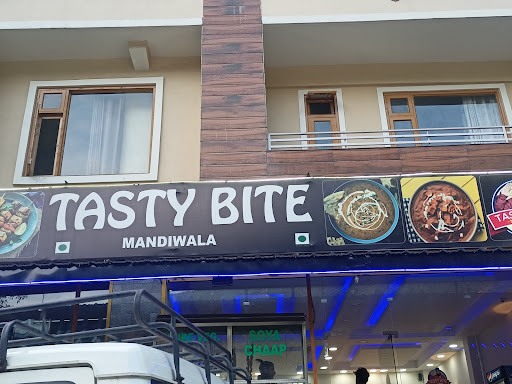 TASTY BITE
MANDIWALA
SOYA
CHAAP